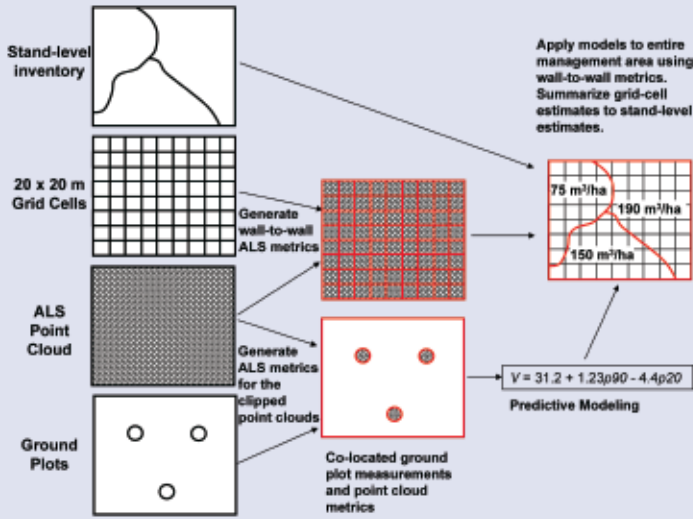 Stand-level
inventory
20 x 20 m
Grid Cells
ALS
Point
Cloud
Ground
Plots
Generate
wall-to-wall
ALS metrics
Generate
ALS metrics
for the
clipped
point clouds
Co-located ground
plot measurements
and point cloud
metrics
Apply models to entire
management area using
wall-to-wall metrics.
Summarize grid-cell
estimates to stand-level
estimates.
75 m³/ha
190 m³/ha
150 m³/ha
V = 31.2 + 1.23p90 - 4.4p20
Predictive Modeling